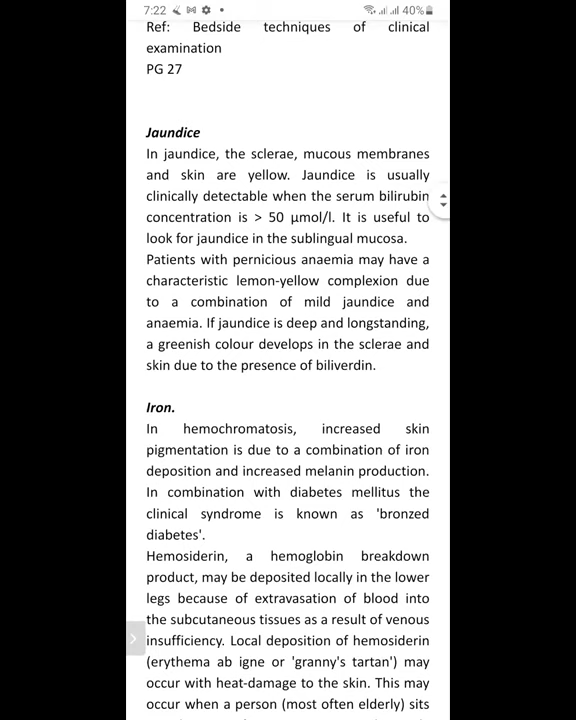 7:22 40%
Ref: Bedside techniques of clinical
examination
PG 27
Jaundice
In jaundice, the sclerae, mucous membranes
and skin are yellow. Jaundice is usually
clinically detectable when the serum bilirubin
concentration is > 50 μmol/l. It is useful to
look for jaundice in the sublingual mucosa.
Patients with pernicious anaemia may have a
characteristic lemon-yellow complexion due
to a combination of mild jaundice and
anaemia. If jaundice is deep and longstanding,
a greenish colour develops in the sclerae and
skin due to the presence of biliverdin.
Iron.
In hemochromatosis, increased skin
pigmentation is due to a combination of iron
deposition and increased melanin production.
In combination with diabetes mellitus the
clinical syndrome is known as 'bronzed
diabetes'.
Hemosiderin, a hemoglobin breakdown
product, may be deposited locally in the lower
legs because of extravasation of blood into
the subcutaneous tissues as a result of venous
insufficiency. Local deposition of hemosiderin
(erythema ab igne or 'granny's tartan') may
occur with heat-damage to the skin. This may
occur when a person (most often elderly) sits